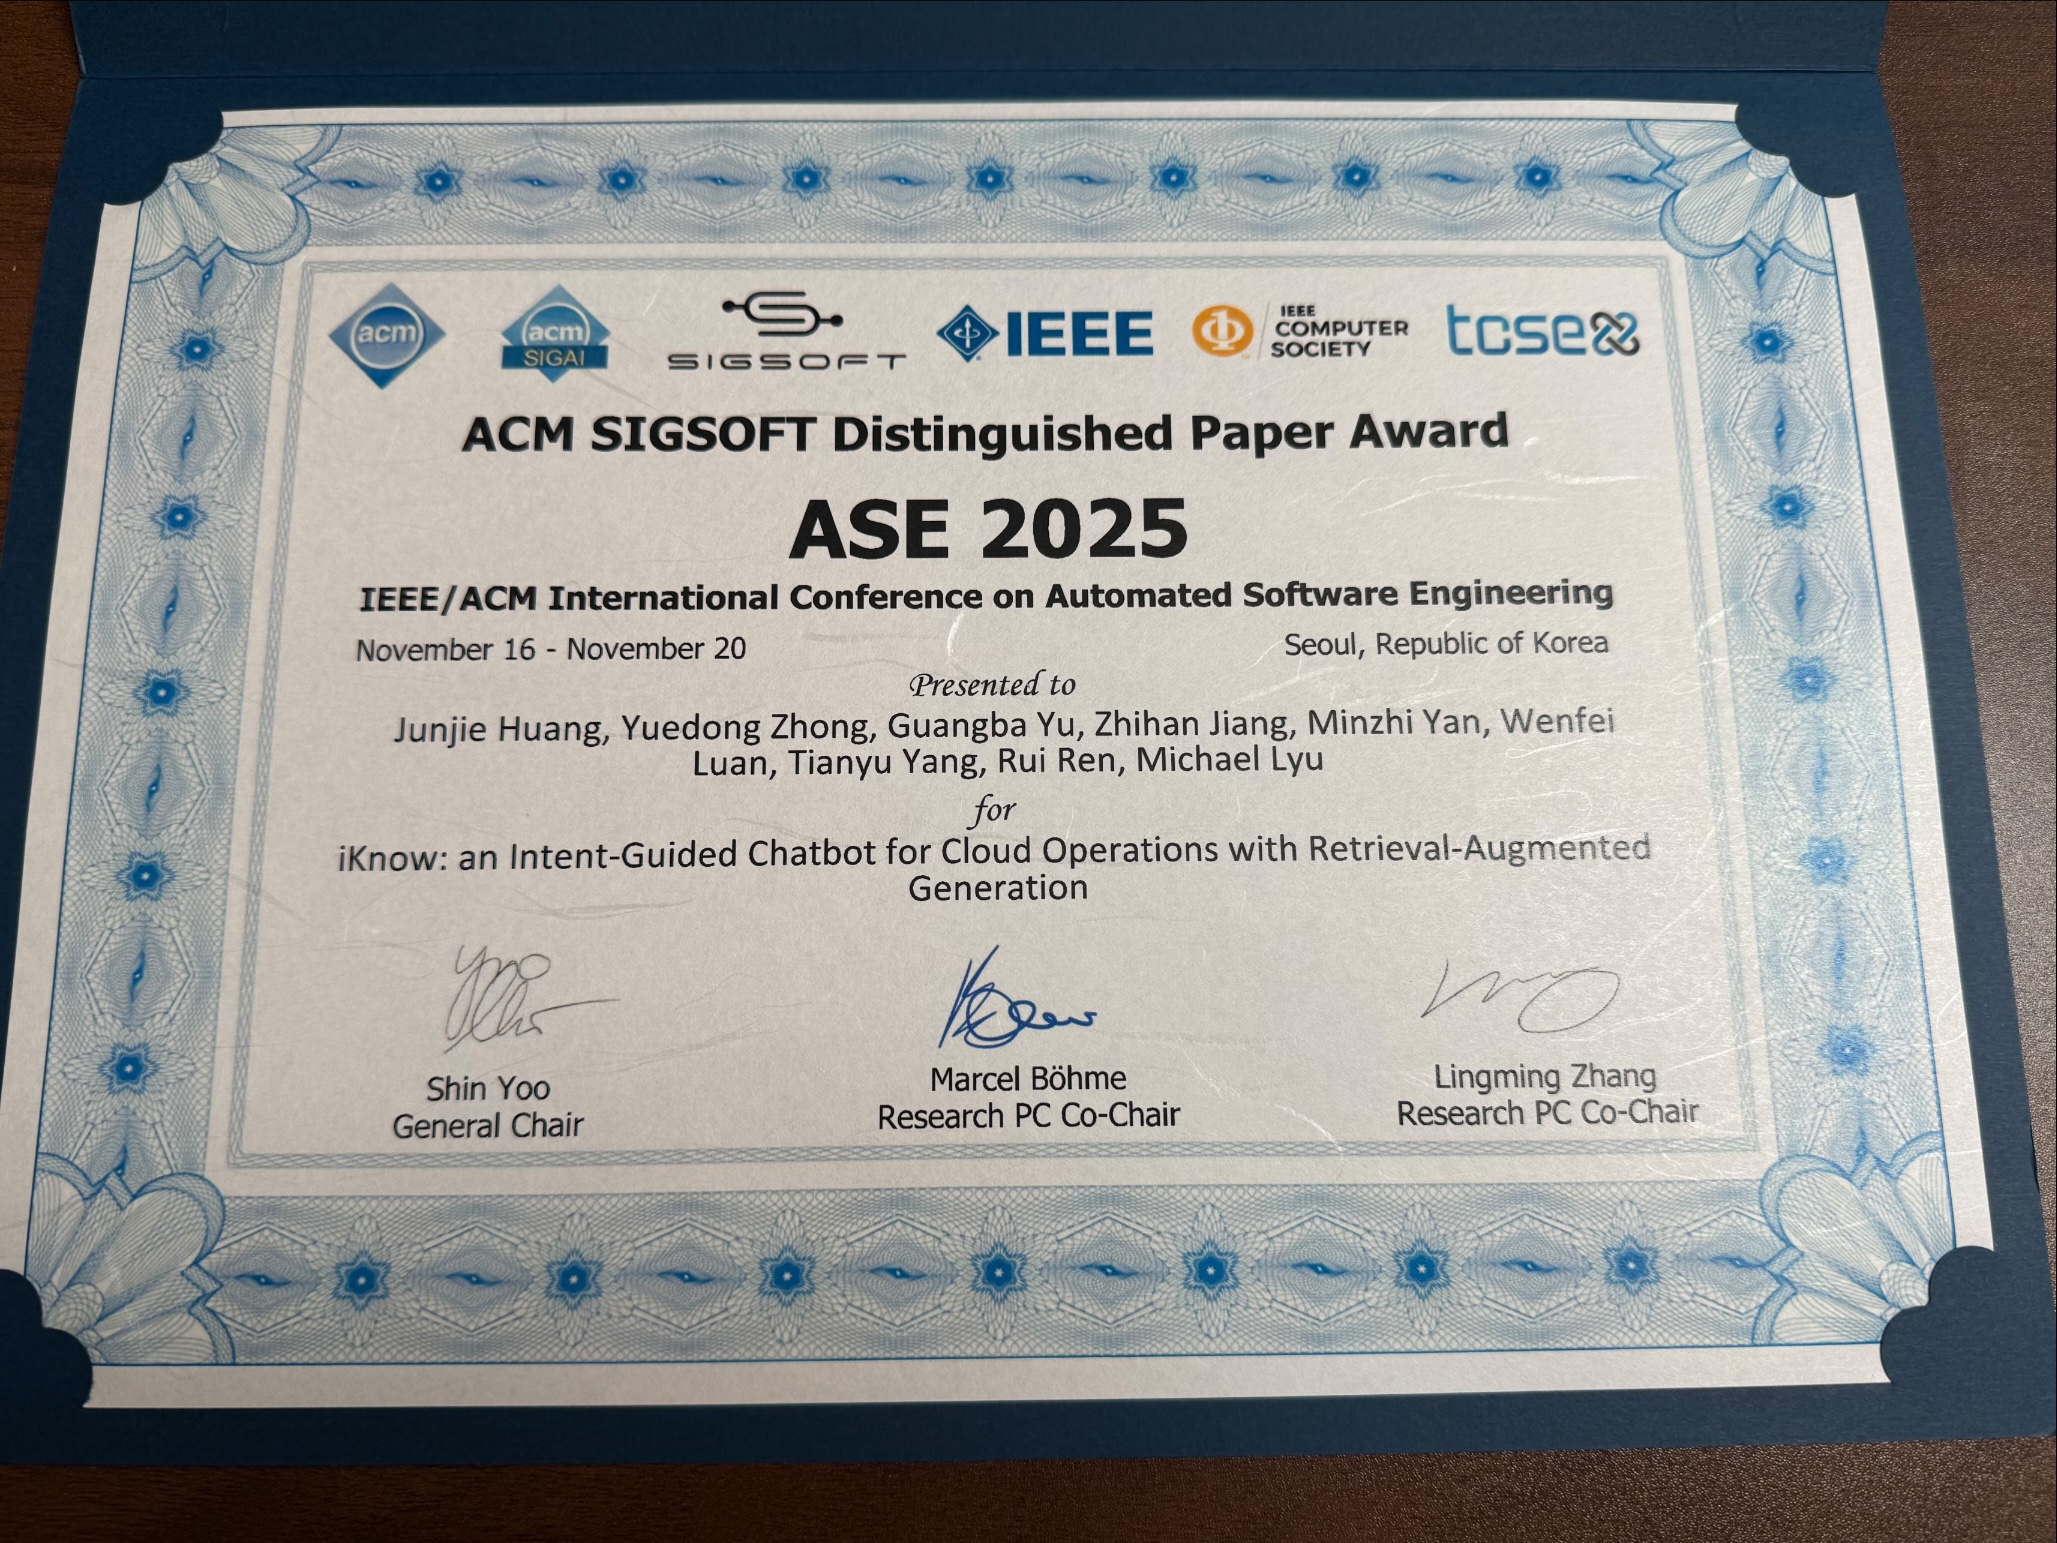 acm
acm
SIGAI
SIGSOFT
IEEE
IEEE
COMPUTER
SOCIETY
tcse
ACM SIGSOFT Distinguished Paper Award
ASE 2025
IEEE/ACM International Conference on Automated Software Engineering
November 16 - November 20 Seoul, Republic of Korea
Presented to
Junjie Huang, Yuedong Zhong, Guangba Yu, Zhihan Jiang, Minzhi Yan, Wenfei
Luan, Tianyu Yang, Rui Ren, Michael Lyu
for
iKnow: an Intent-Guided Chatbot for Cloud Operations with Retrieval-Augmented
Generation
Shin Yoo
General Chair
Marcel Böhme
Research PC Co-Chair
Lingming Zhang
Research PC Co-Chair